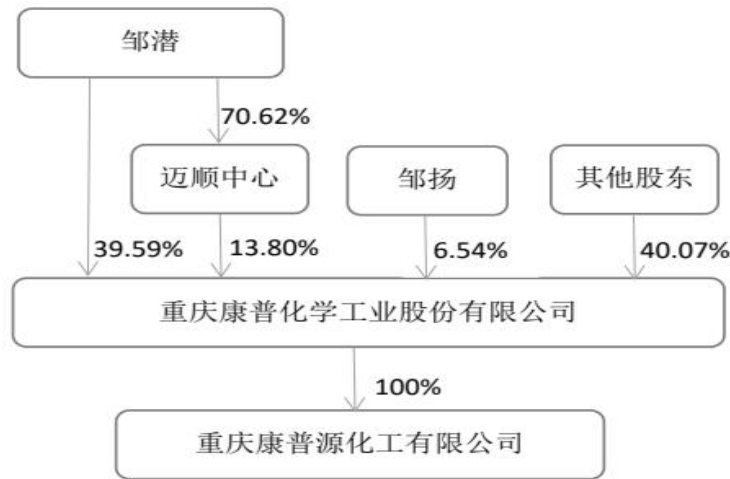 邹潜
70.62%
迈顺中心
邹扬
其他股东
39.59%
13.80%
6.54%
40.07%
重庆康普化学工业股份有限公司
100%
重庆康普源化工有限公司